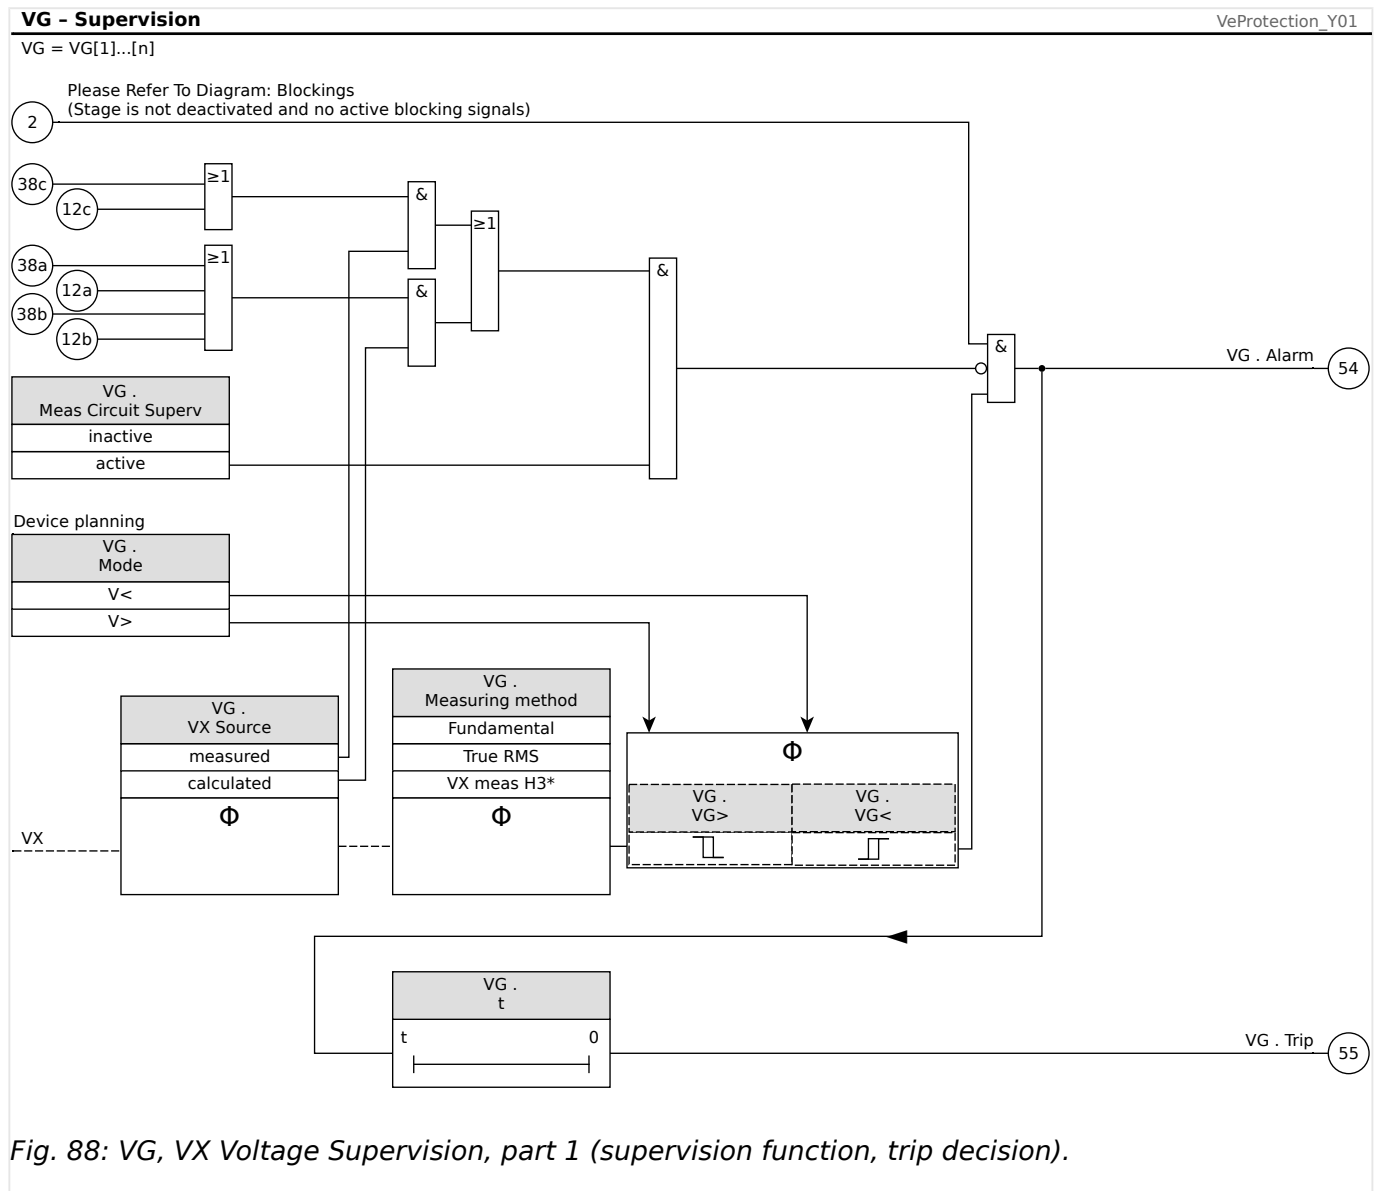 VG – Supervision
VeProtection_Y01
VG = VG[1]...[n]
Please Refer To Diagram: Blockings
(Stage is not deactivated and no active blocking signals)
2
38c
≥1
12c
&
≥1
38a
≥1
12a
38b
12b
&
&
&
VG . Alarm
54
VG .
Meas Circuit Superv
inactive
active
Device planning
VG .
Mode
V<
V>
VG .
VX Source
measured
calculated
Φ
VX
VG .
Measuring method
Fundamental
True RMS
VX meas H3*
Φ
Φ
VG .
VG>
VG .
VG<
VG .
t
t
0
VG . Trip
55
Fig. 88: VG, VX Voltage Supervision, part 1 (supervision function, trip decision).